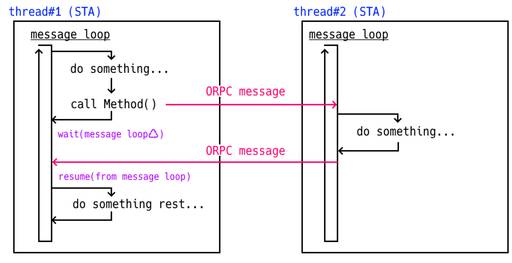 thread#1 (STA)
thread#2 (STA)
message loop
message loop
do something...
ORPC message
call Method()
do something...
wait(message loop♺)
ORPC message
resume(from message loop)
do something rest...